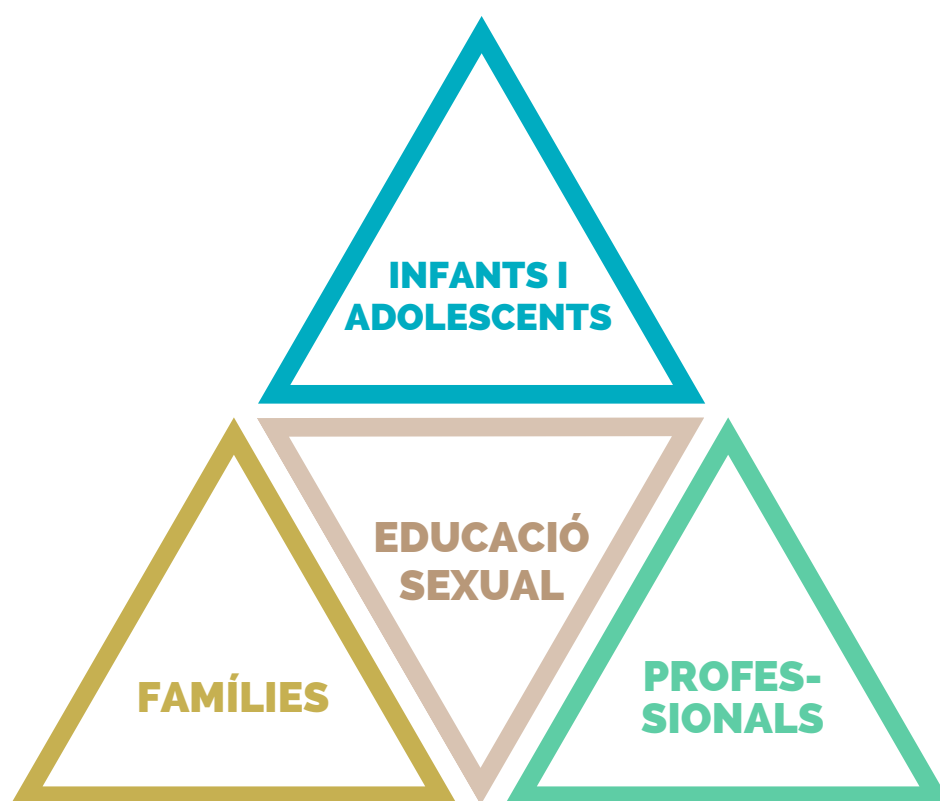 INFANTS I
ADOLESCENTS
EDUCACIÓ
SEXUAL
FAMÍLIES
PROFES-
SIONALS